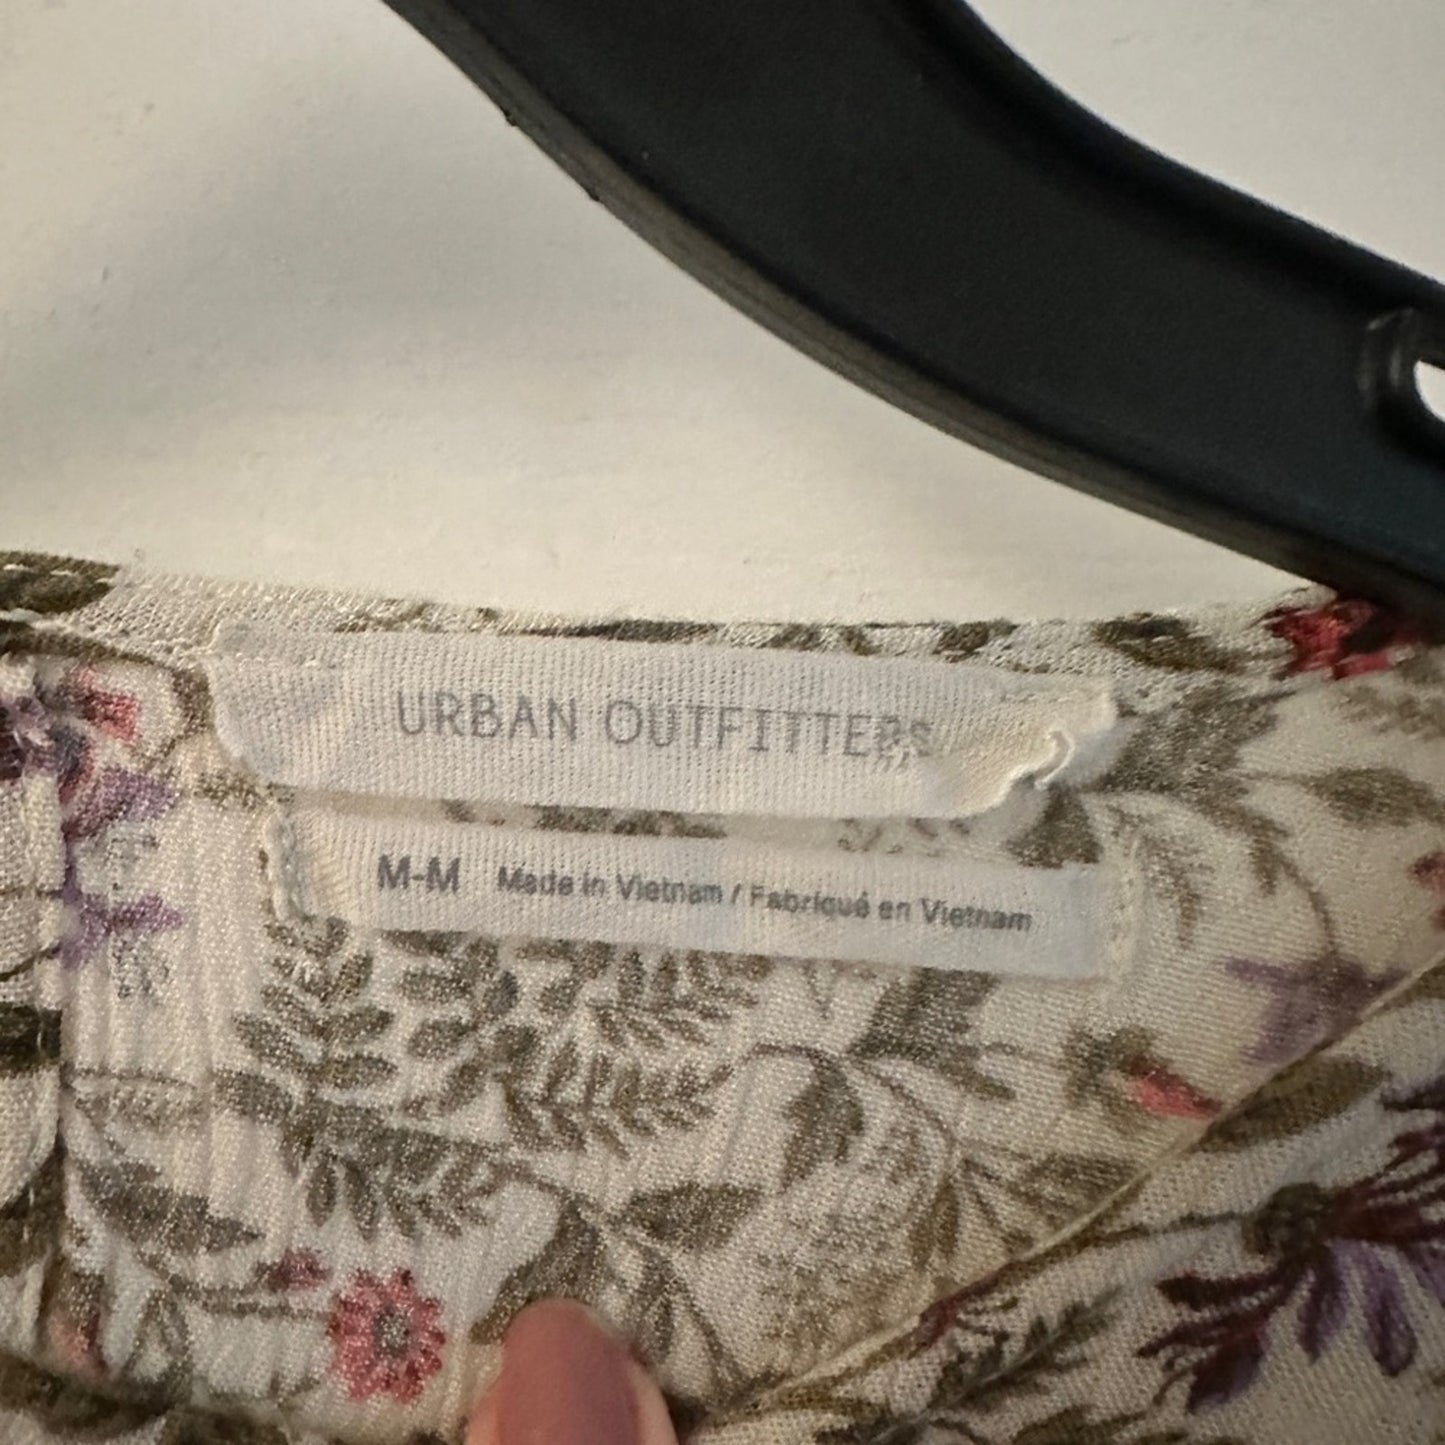 URBAN OUTFITTERS
M-M Made in Vietnam / Fabriqué en Vietnam